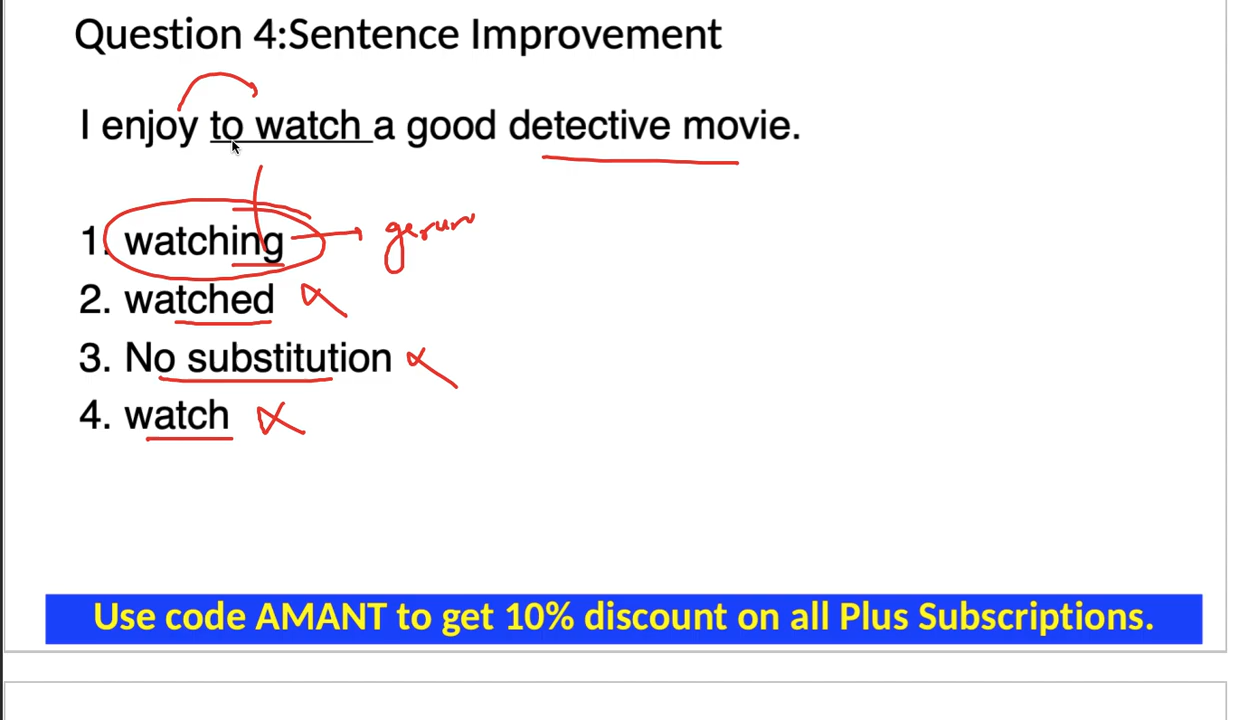 Question 4:Sentence Improvement
I enjoy to watch a good detective movie.
1. watching gerun
2. watched
3. No substitution
4. watch
Use code AMANT to get 10% discount on all Plus Subscriptions.